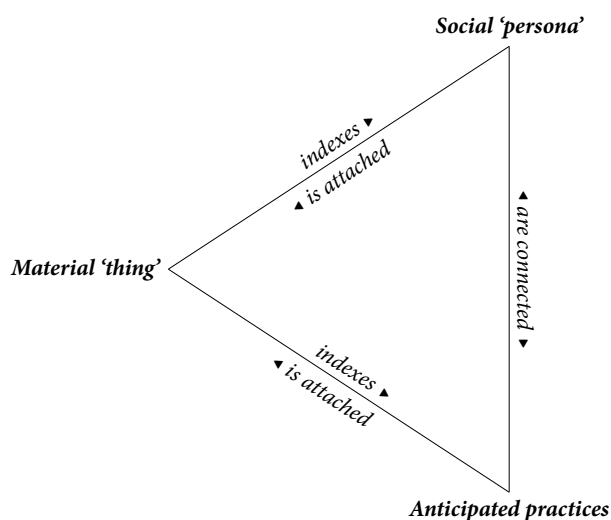 Social ‘persona’
indexes ►
◄ is attached
◄ are connected ►
Material ‘thing’
indexes ►
◄ is attached
Anticipated practices